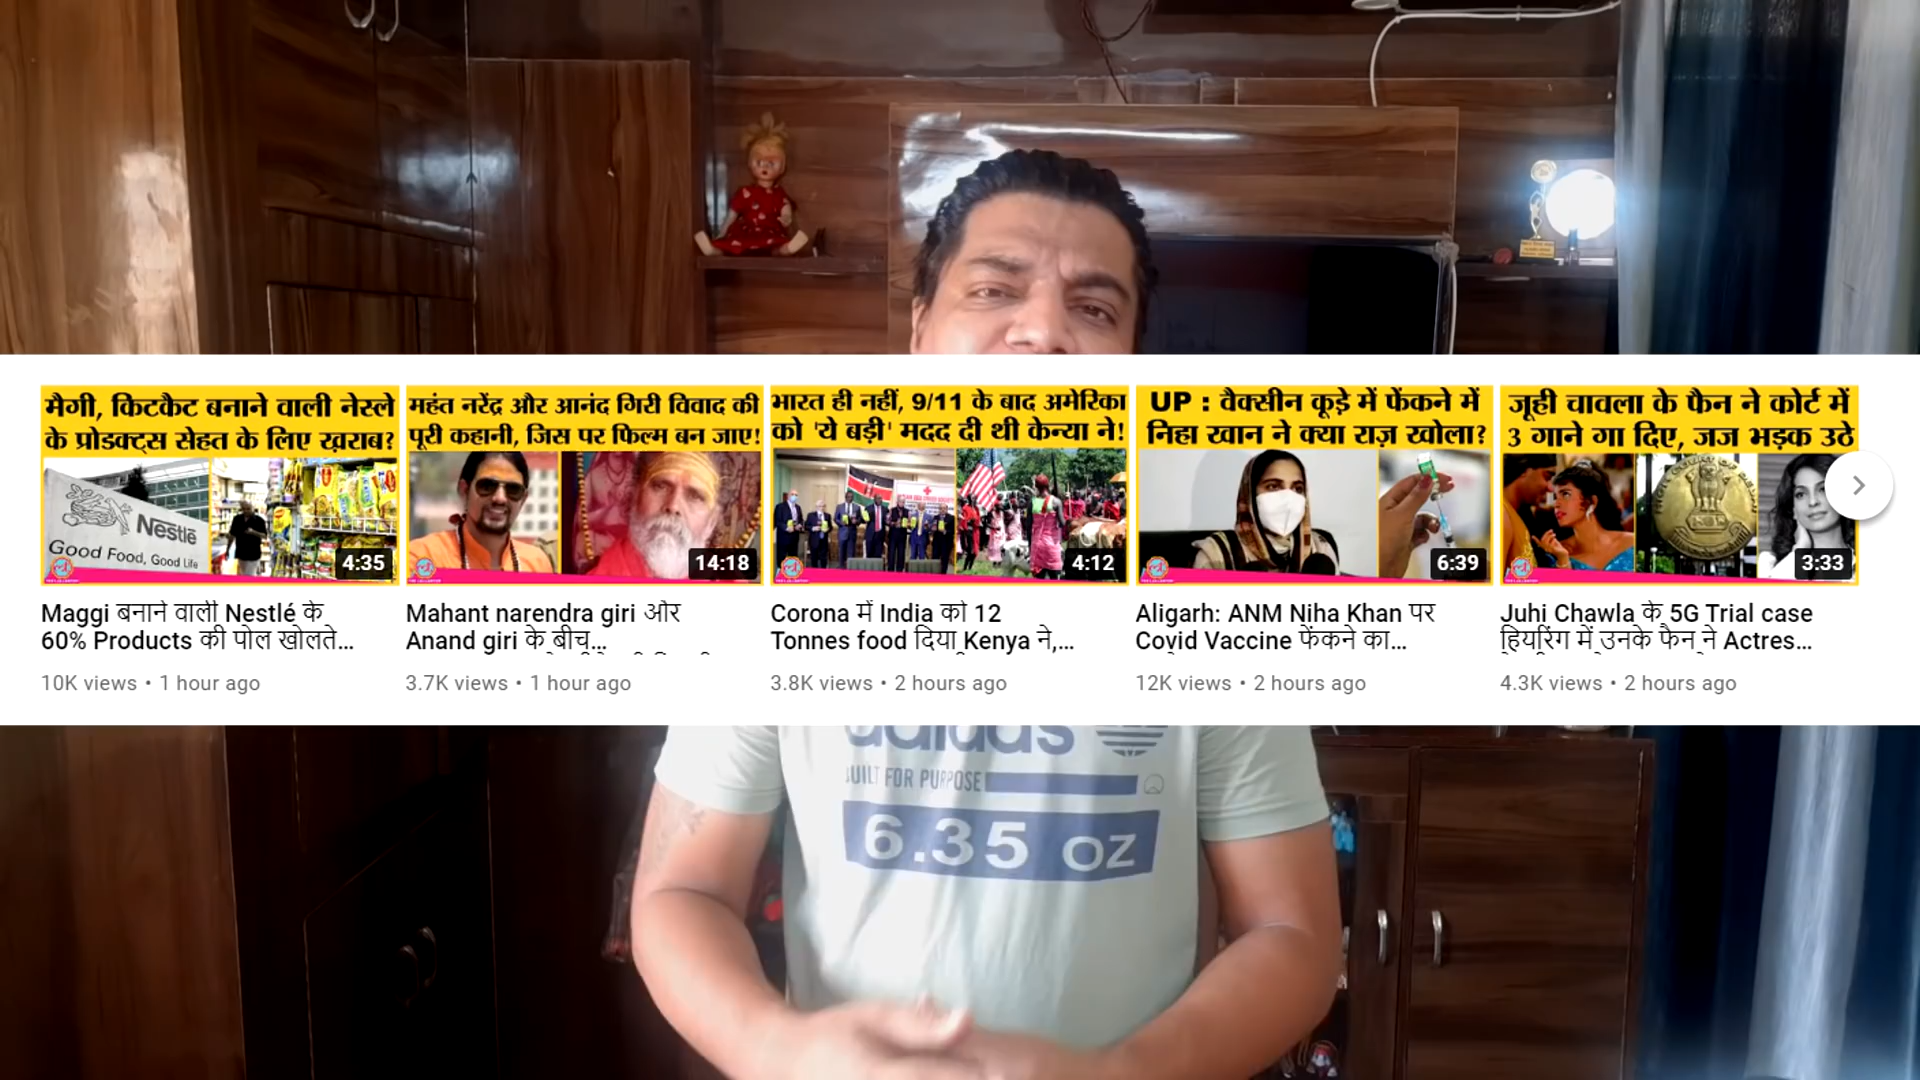 मैगी, किटकैट बनाने वाली नेस्ले
के प्रोडक्ट्स सेहत के लिए ख़राब?
Nestlé
Good Food, Good Life
4:35
Maggi बनाने वाली Nestlé के
60% Products की पोल खोलते...
10K views • 1 hour ago
महंत नरेंद्र और आनंद गिरी विवाद की
पूरी कहानी, जिस पर फिल्म बन जाए!
14:18
Mahant narendra giri और
Anand giri के बीच...
3.7K views • 1 hour ago
भारत ही नहीं, 9/11 के बाद अमेरिका
को 'ये बड़ी' मदद दी थी केन्या ने!
4:12
Corona में India को 12
Tonnes food दिया Kenya ने,...
3.8K views • 2 hours ago
UP : वैक्सीन कूड़े में फेंकने में
निहा खान ने क्या राज़ खोला?
6:39
Aligarh: ANM Niha Khan पर
Covid Vaccine फेंकने का...
12K views • 2 hours ago
जूही चावला के फैन ने कोर्ट में
3 गाने गा दिए, जज भड़क उठे
3:33
Juhi Chawla के 5G Trial case
हियरिंग में उनके फैन ने Actres...
4.3K views • 2 hours ago
adidas
BUILT FOR PURPOSE
6.35 OZ